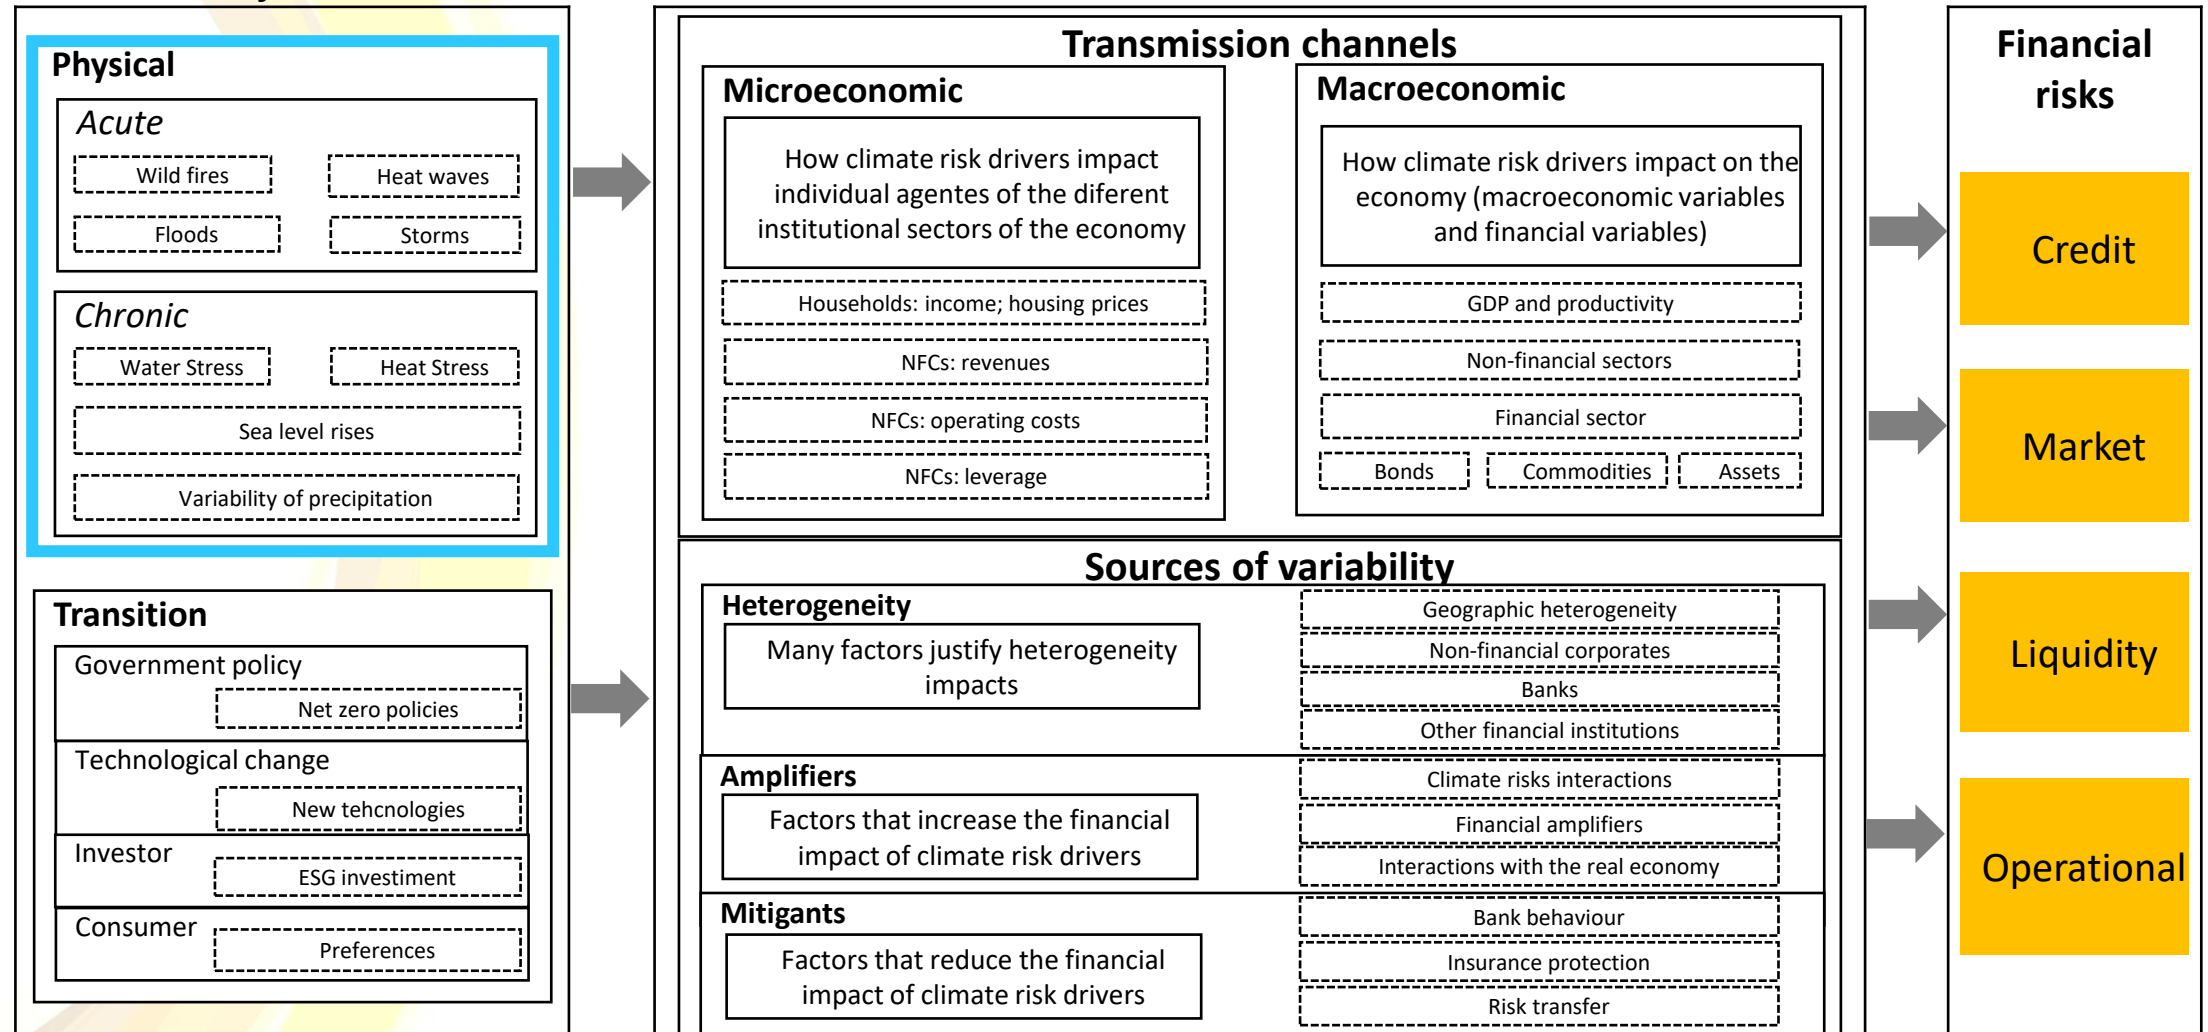 Physical
Acute
Wild fires
Heat waves
Floods
Storms
Chronic
Water Stress
Heat Stress
Sea level rises
Variability of precipitation
Transition
Government policy
Net zero policies
Technological change
New tehcnologies
Investor
ESG investiment
Consumer
Preferences
Transmission channels
Microeconomic
How climate risk drivers impact
individual agentes of the diferent
institutional sectors of the economy
Households: income; housing prices
NFCs: revenues
NFCs: operating costs
NFCs: leverage
Macroeconomic
How climate risk drivers impact on the
economy (macroeconomic variables
and financial variables)
GDP and productivity
Non-financial sectors
Financial sector
Bonds
Commodities
Assets
Sources of variability
Heterogeneity
Many factors justify heterogeneity
impacts
Geographic heterogeneity
Non-financial corporates
Banks
Other financial institutions
Amplifiers
Factors that increase the financial
impact of climate risk drivers
Climate risks interactions
Financial amplifiers
Interactions with the real economy
Mitigants
Factors that reduce the financial
impact of climate risk drivers
Bank behaviour
Insurance protection
Risk transfer
Financial
risks
Credit
Market
Liquidity
Operational